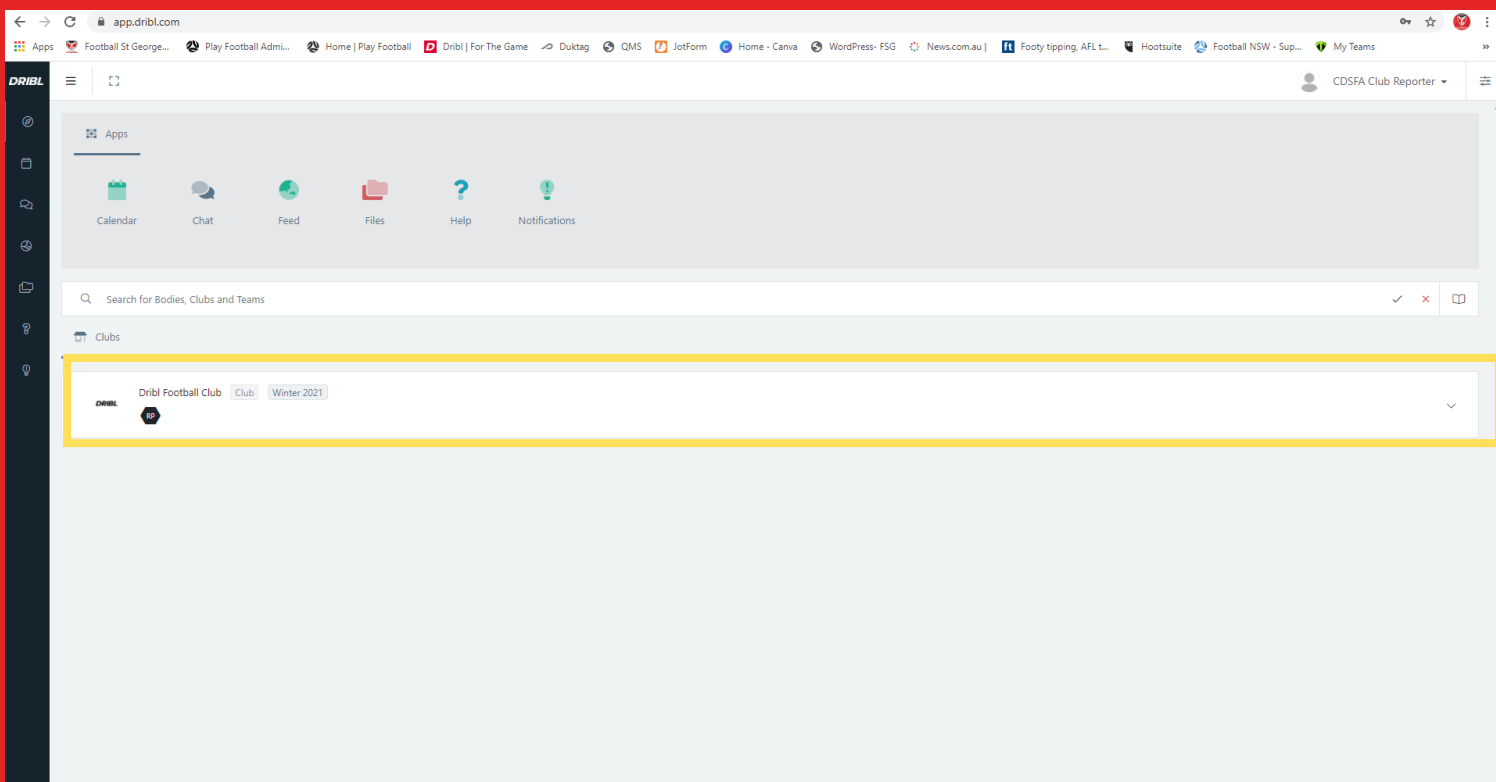 app.dribl.com
Apps Football St George... Play Football Admi... Home | Play Football Dribl | For The Game Duktag QMS JotForm Home - Canva WordPress- FSG News.com.au | Footy tipping, AFL t... Hootsuite Football NSW - Sup... My Teams »
DRIBL CDSFA Club Reporter
Apps
Calendar Chat Feed Files Help Notifications
Search for Bodies, Clubs and Teams
Clubs
Dribl Football Club Club Winter 2021
DRIBL
RP